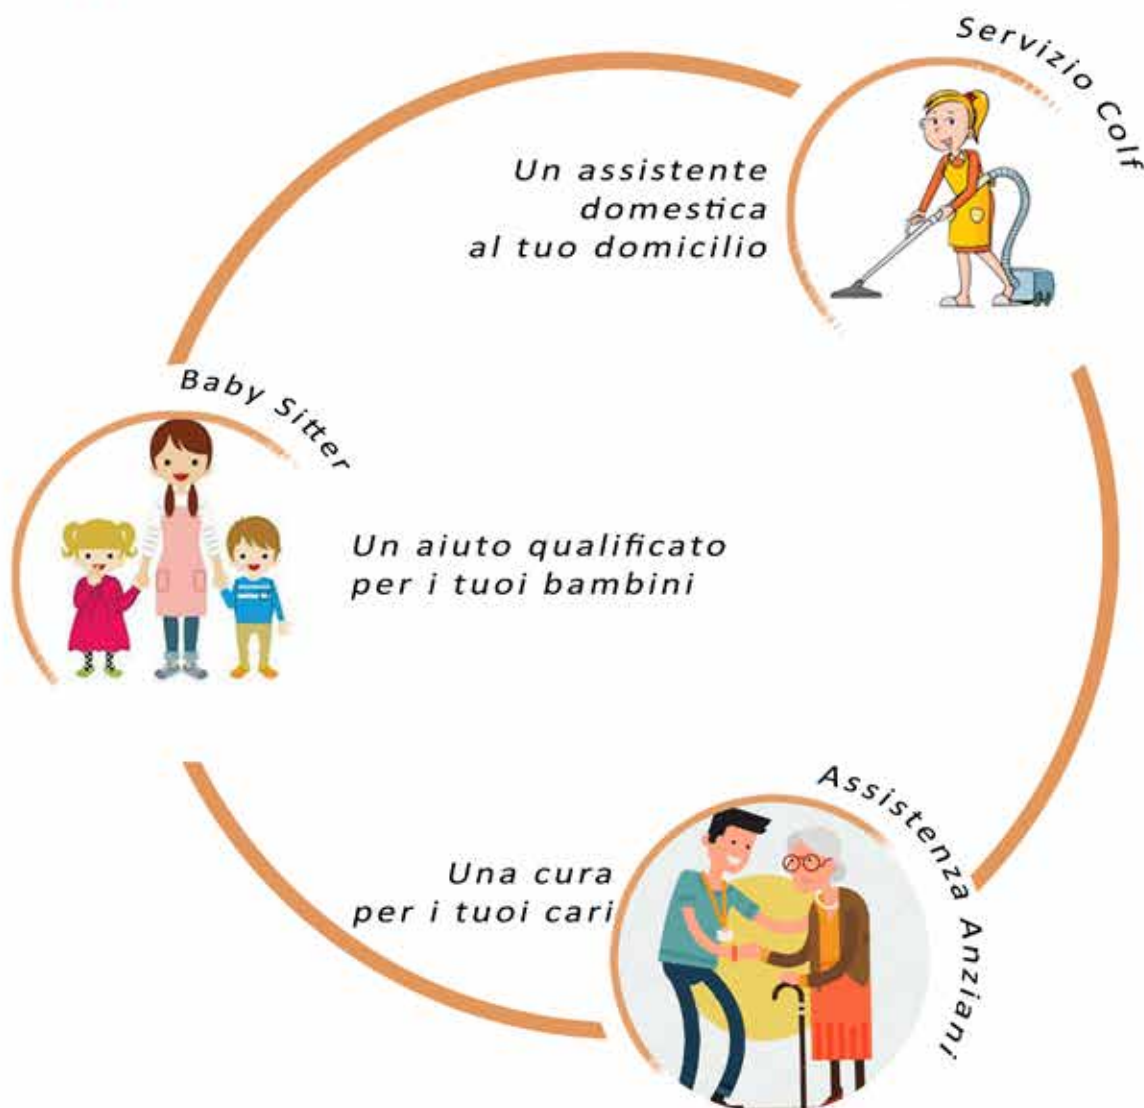 Servizio Colf
Un assistente
domestica
al tuo domicilio
Baby Sitter
Un aiuto qualificato
per i tuoi bambini
Assistenza Anziani
Una cura
per i tuoi cari